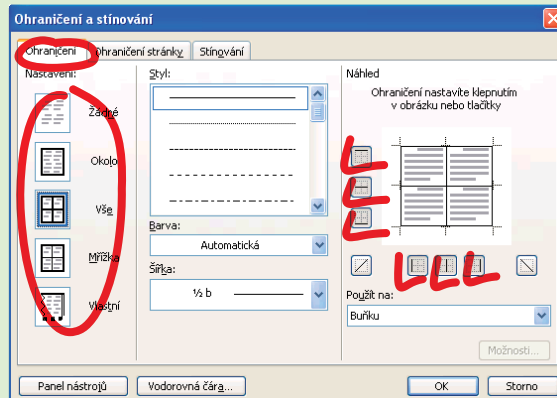 Ohraničení a stínování
Ohraničení
Ohraničení stránky
Stínování
Nastavení:
Žádné
Okolo
Vše
Mřížka
Vlastní
Styl:
Barva:
Automatická
Šířka:
½ b
Náhled
Ohraničení nastavíte klepnutím
v obrázku nebo tlačítky
Použít na:
Buňku
Možnosti...
Panel nástrojů
Vodorovná čára...
OK
Storno